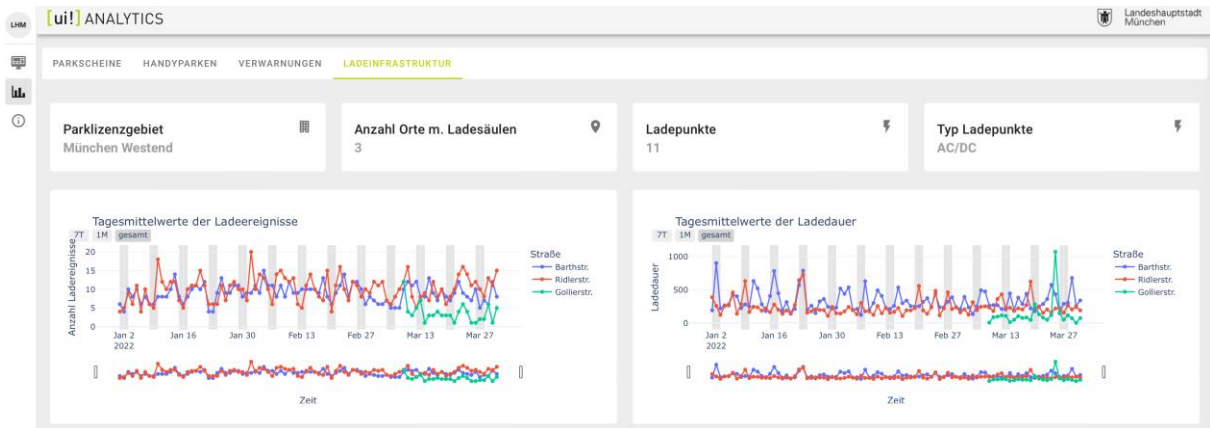 LHM
[ui!] ANALYTICS
Landeshauptstadt
München
PARKSCHEINE HANDYPARKEN VERWARNUNGEN LADEINFRASTRUKTUR
Parklizenzgebiet
München Westend
Anzahl Orte m. Ladesäulen
3
Ladepunkte
11
Typ Ladepunkte
AC/DC
Tagesmittelwerte der Ladeereignisse
7T 1M gesamt
Anzahl Ladereignisse
20
15
10
5
0
Jan 2 Jan 16 Jan 30 Feb 13 Feb 27 Mar 13 Mar 27
2022
Straße
Barthstr.
Ridlerstr.
Gollierstr.
Zeit
Tagesmittelwerte der Ladedauer
7T 1M gesamt
Ladedauer
1000
500
0
Jan 2 Jan 16 Jan 30 Feb 13 Feb 27 Mar 13 Mar 27
2022
Straße
Barthstr.
Ridlerstr.
Gollierstr.
Zeit